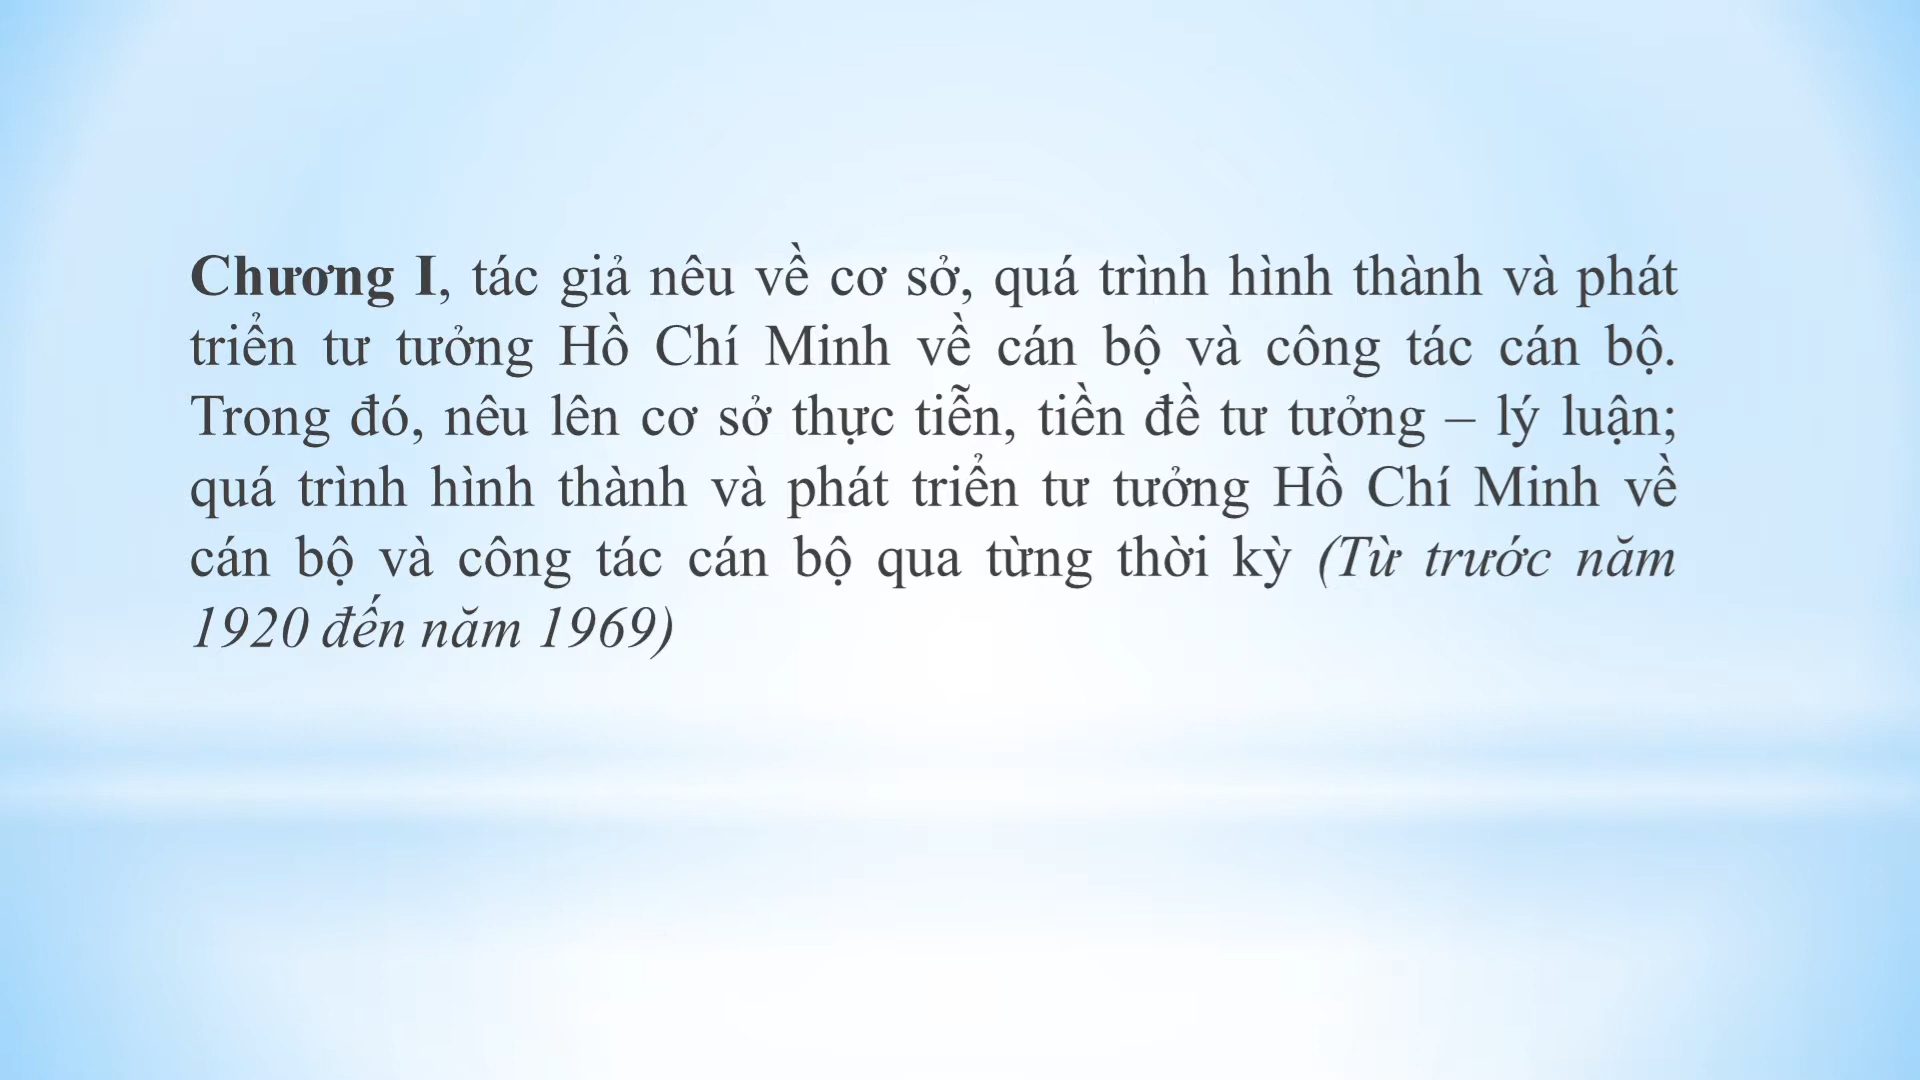 Chương I, tác giả nêu về cơ sở, quá trình hình thành và phát
triển tư tưởng Hồ Chí Minh về cán bộ và công tác cán bộ.
Trong đó, nêu lên cơ sở thực tiễn, tiền đề tư tưởng – lý luận;
quá trình hình thành và phát triển tư tưởng Hồ Chí Minh về
cán bộ và công tác cán bộ qua từng thời kỳ (Từ trước năm
1920 đến năm 1969)